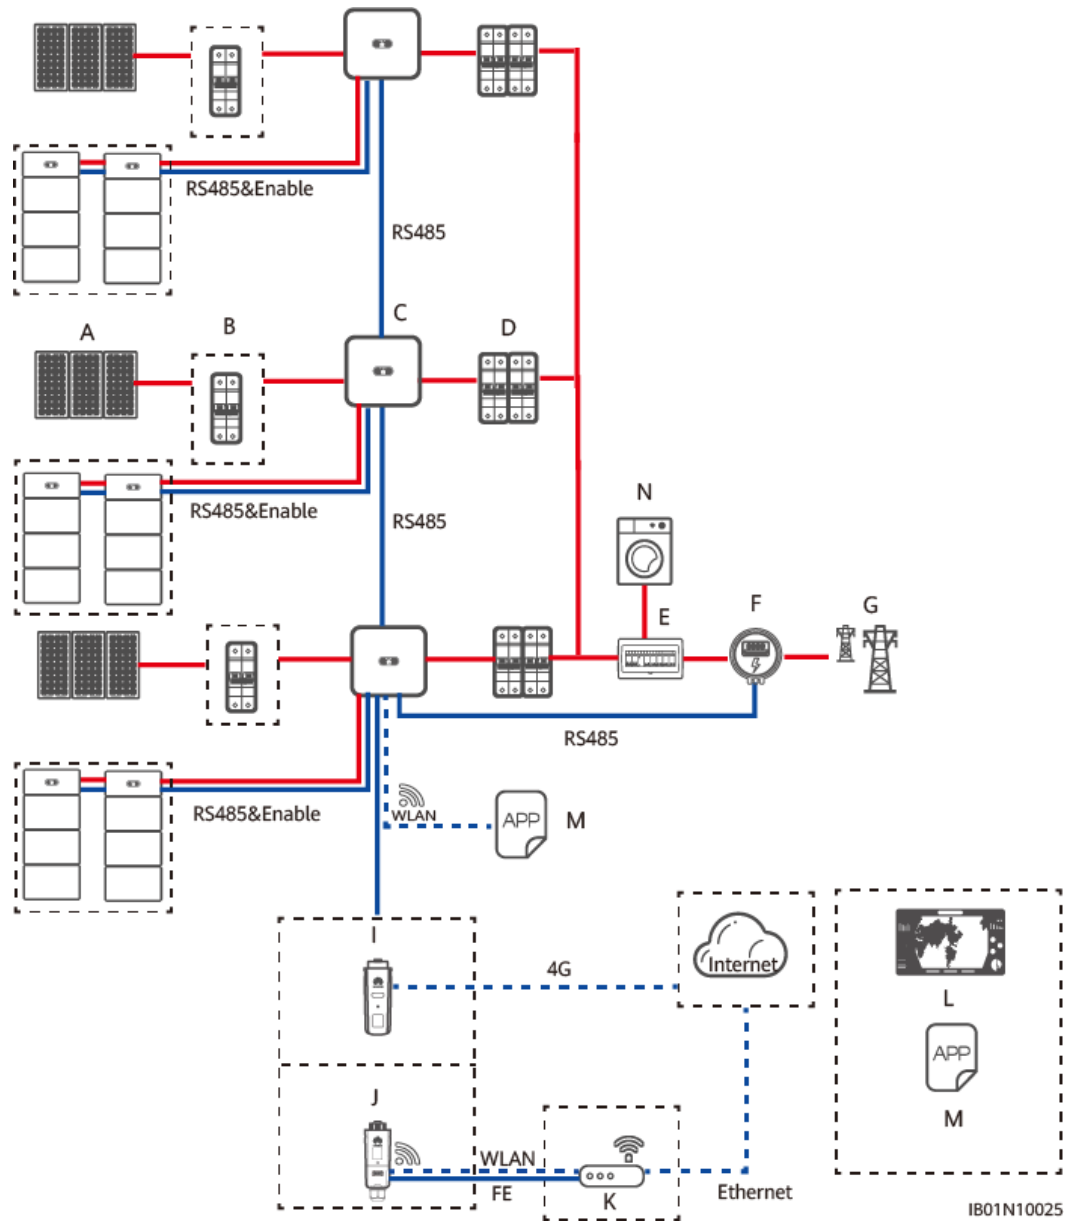 RS485&Enable
RS485
A
B
C
D
RS485&Enable
RS485
N
E
F
G
RS485
RS485&Enable
WLAN
APP
M
I
4G
Internet
L
APP
M
J
WLAN
FE
K
Ethernet
IB01N10025